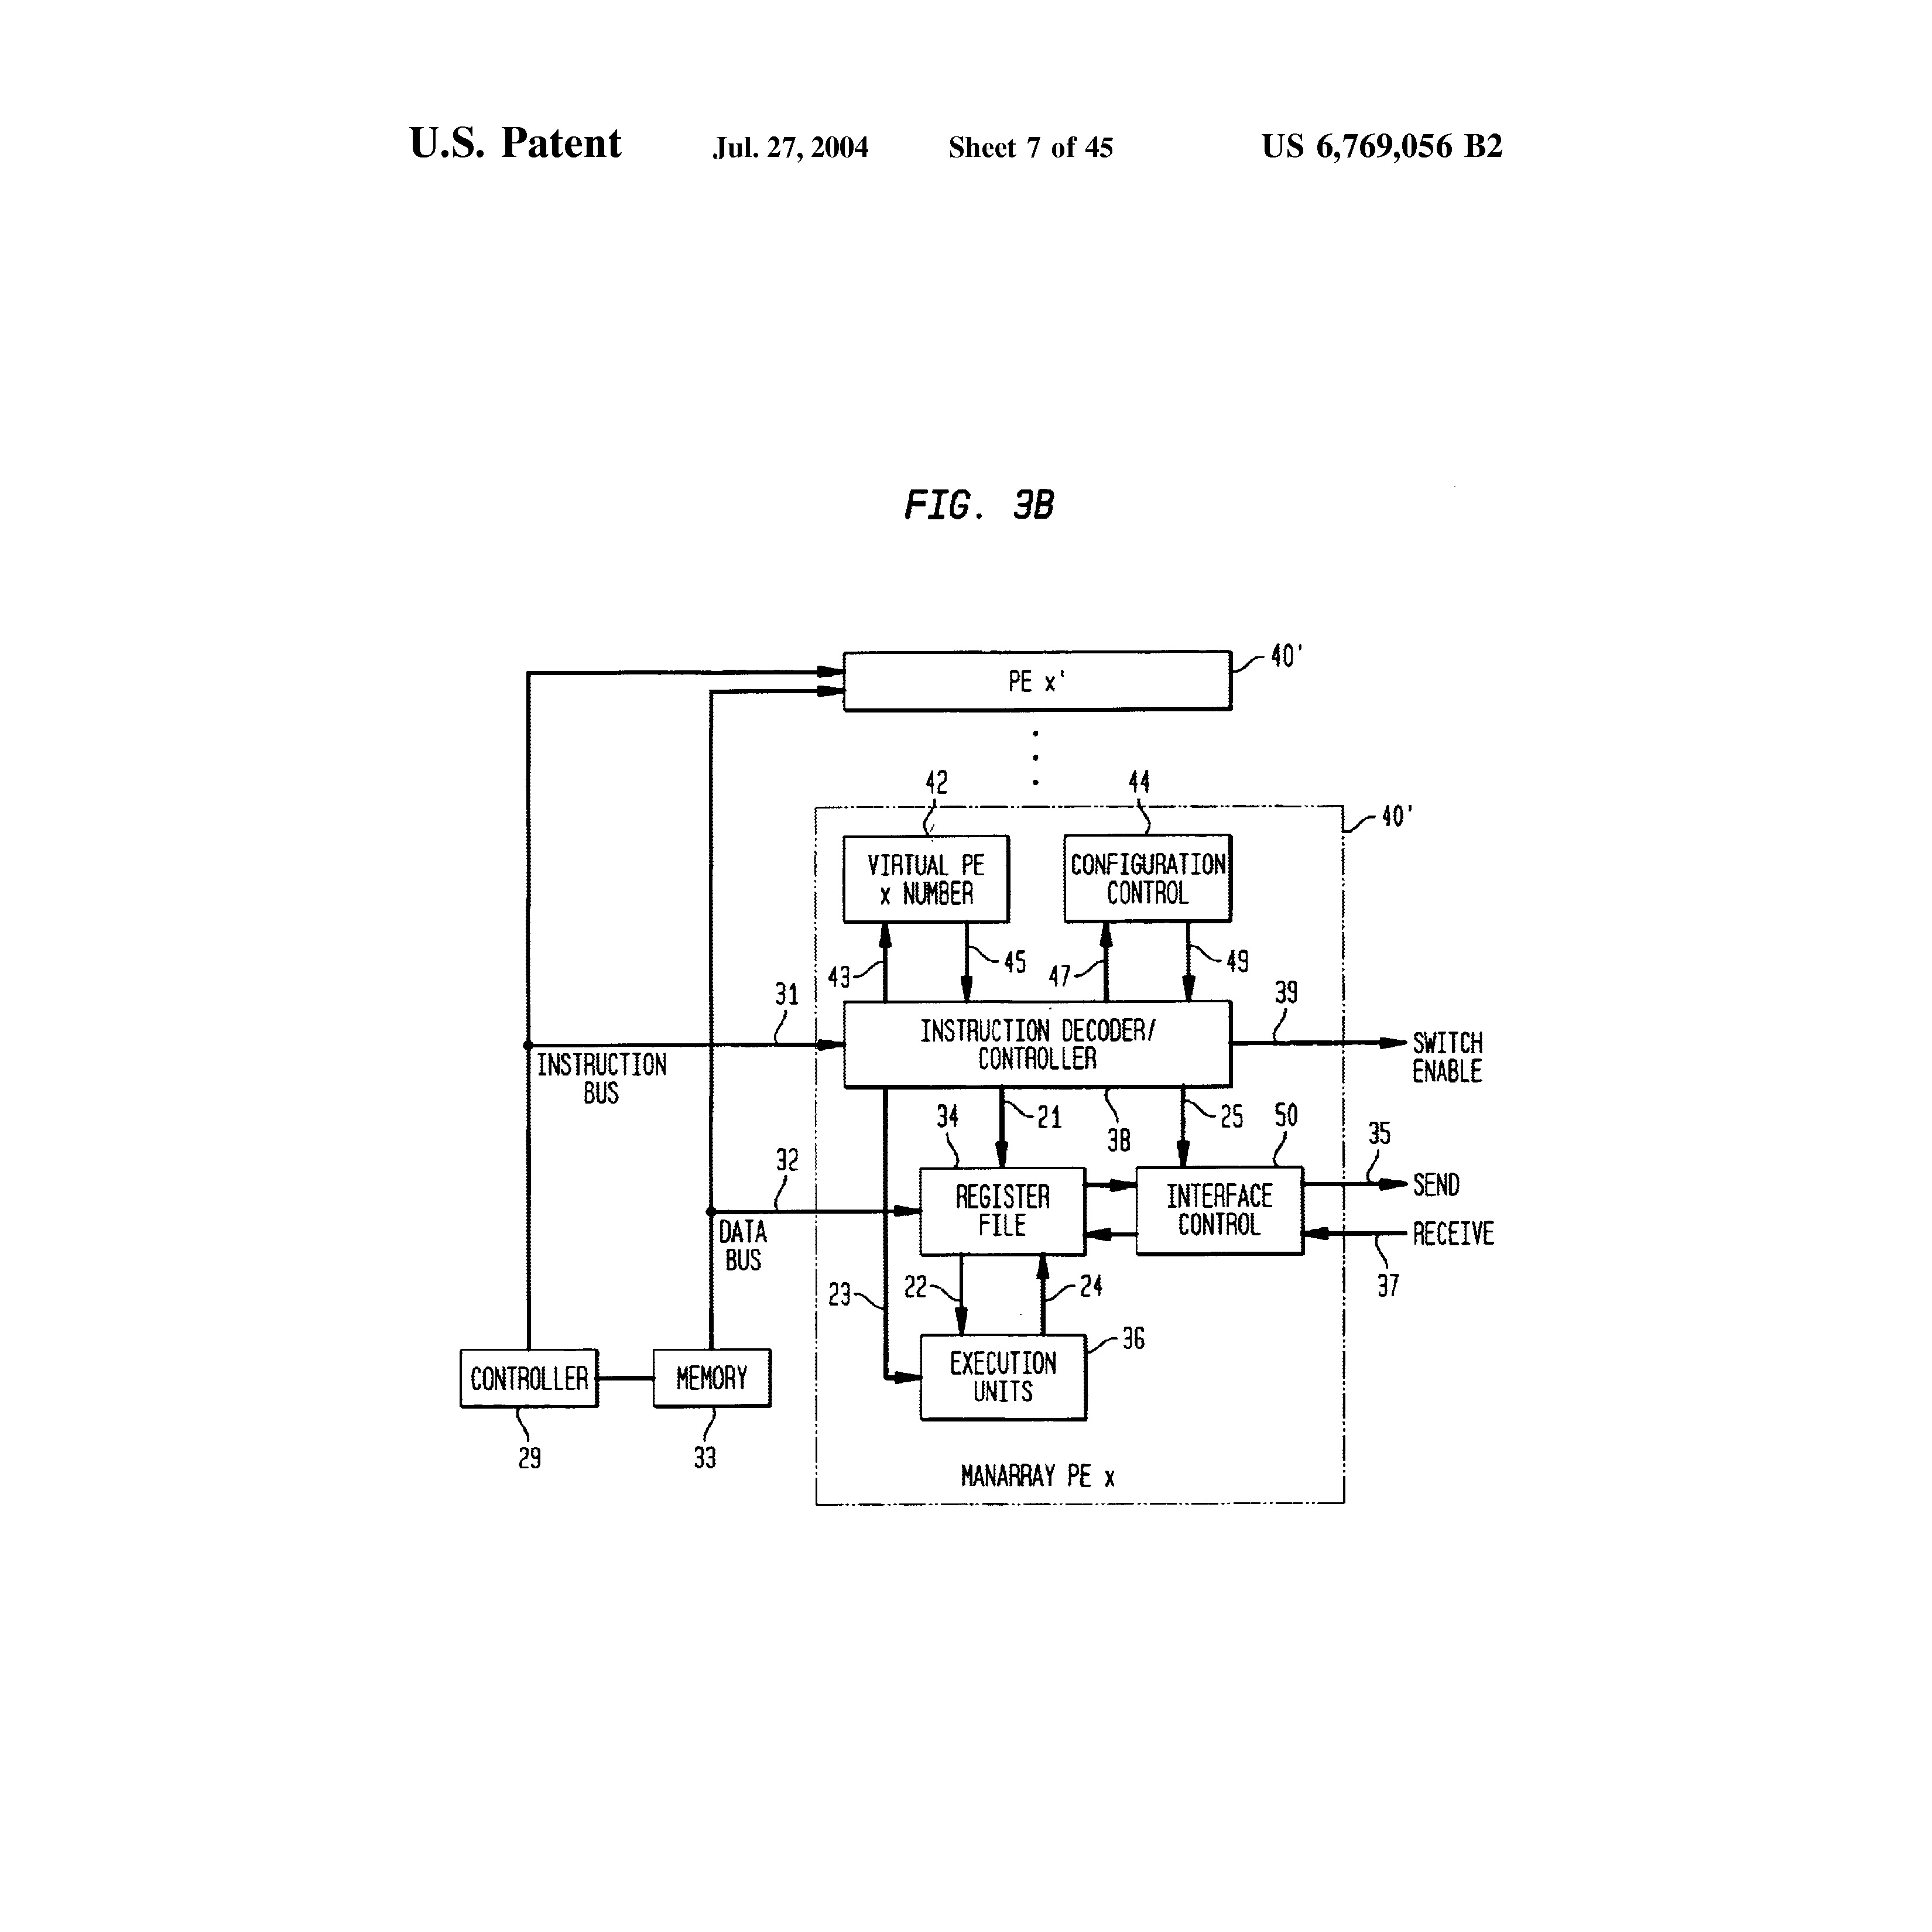 U.S. Patent Jul. 27, 2004 Sheet 7 of 45 US 6,769,056 B2
FIG. 3B
40'
PE x'
42
44
40'
VIRTUAL PE
x NUMBER
CONFIGURATION
CONTROL
43
45
47
49
31
39
INSTRUCTION DECODER/
CONTROLLER
SWITCH
ENABLE
INSTRUCTION
BUS
34
21
38
25
50
35
32
REGISTER
FILE
INTERFACE
CONTROL
SEND
RECEIVE
DATA
BUS
23
22
24
37
36
EXECUTION
UNITS
CONTROLLER
MEMORY
29
33
MANARRAY PE x